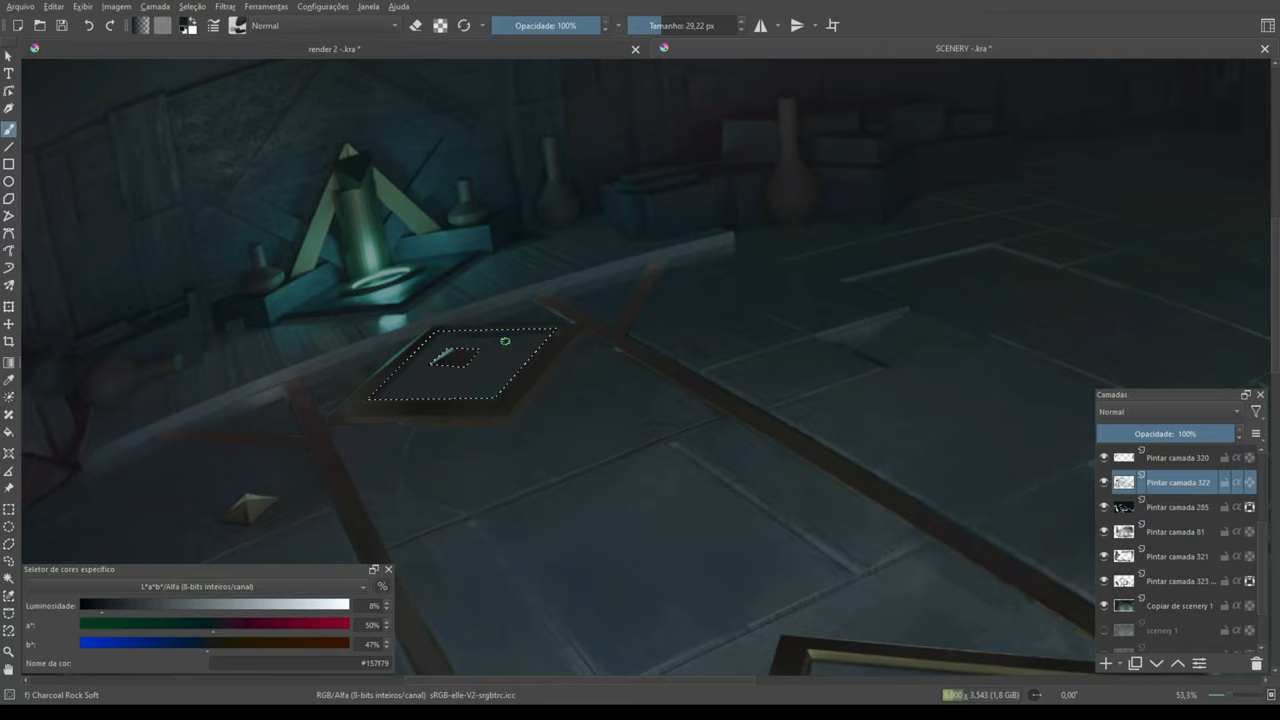 Arquivo Editar Exibir Imagem Camada Seleção Filtrar Ferramentas Configurações Janela Ajuda
Normal Opacidade: 100% Tamanho: 29,22 px
render 2 -.kra * SCENERY -.kra *
Camadas
Normal
Opacidade: 100%
Pintar camada 320
Pintar camada 322
Pintar camada 285
Pintar camada 81
Pintar camada 321
Pintar camada 323 ...
Copiar de scenery 1
scenery 1
Seletor de cores específico
L*a*b*/Alfa (8-bits inteiros/canal) %
Luminosidade: 8%
a*: 50%
b*: 47%
Nome da cor: #157f79
f) Charcoal Rock Soft RGB/Alfa (8-bits inteiros/canal) sRGB-elle-V2-srgbtrc.icc 8.000 x 3.543 (1,8 GiB) 0,00° 53,3%